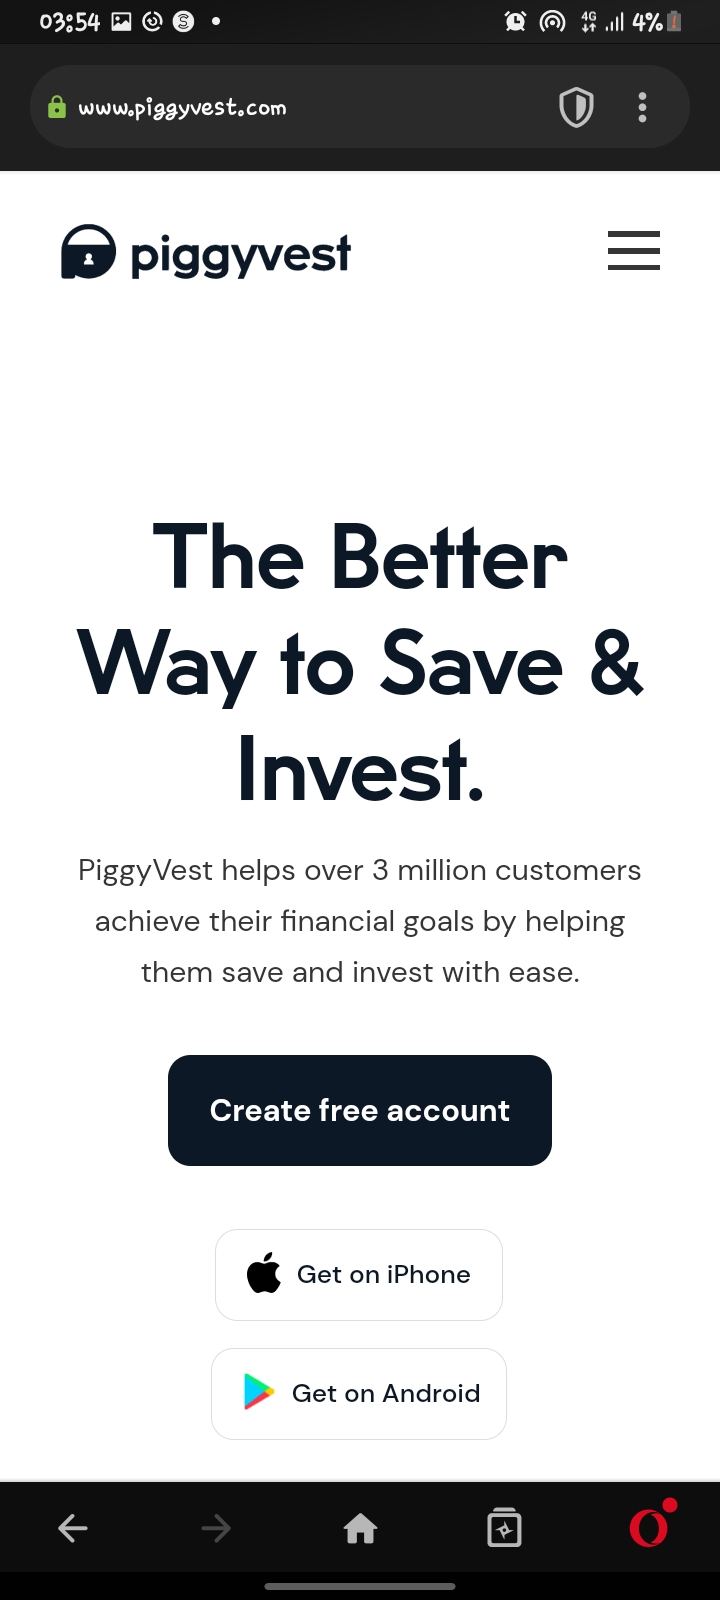 03:54
4G
4%
www.piggyvest.com
piggyvest
The Better
Way to Save &
Invest.
PiggyVest helps over 3 million customers
achieve their financial goals by helping
them save and invest with ease.
Create free account
Get on iPhone
Get on Android